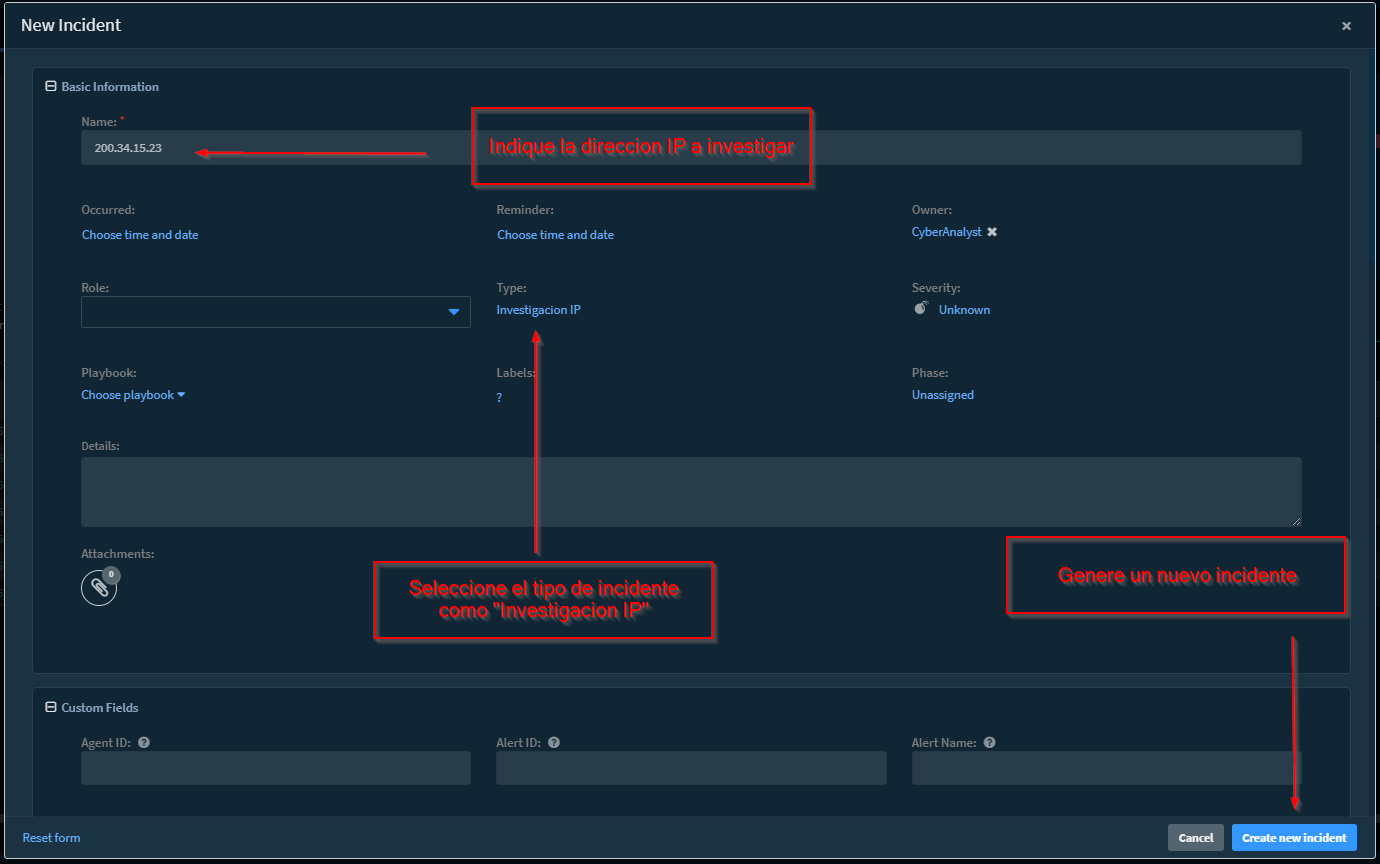 New Incident
Basic Information
Name: *
200.34.15.23
Indique la direccion IP a investigar
Occurred:
Reminder:
Owner:
Choose time and date
Choose time and date
CyberAnalyst
Role:
Type:
Severity:
Investigacion IP
Unknown
Playbook:
Labels:
Phase:
Choose playbook
?
Unassigned
Details:
Attachments:
0
Seleccione el tipo de incidente
como "Investigacion IP"
Genere un nuevo incidente
Custom Fields
Agent ID: ?
Alert ID: ?
Alert Name: ?
Reset form
Cancel
Create new incident